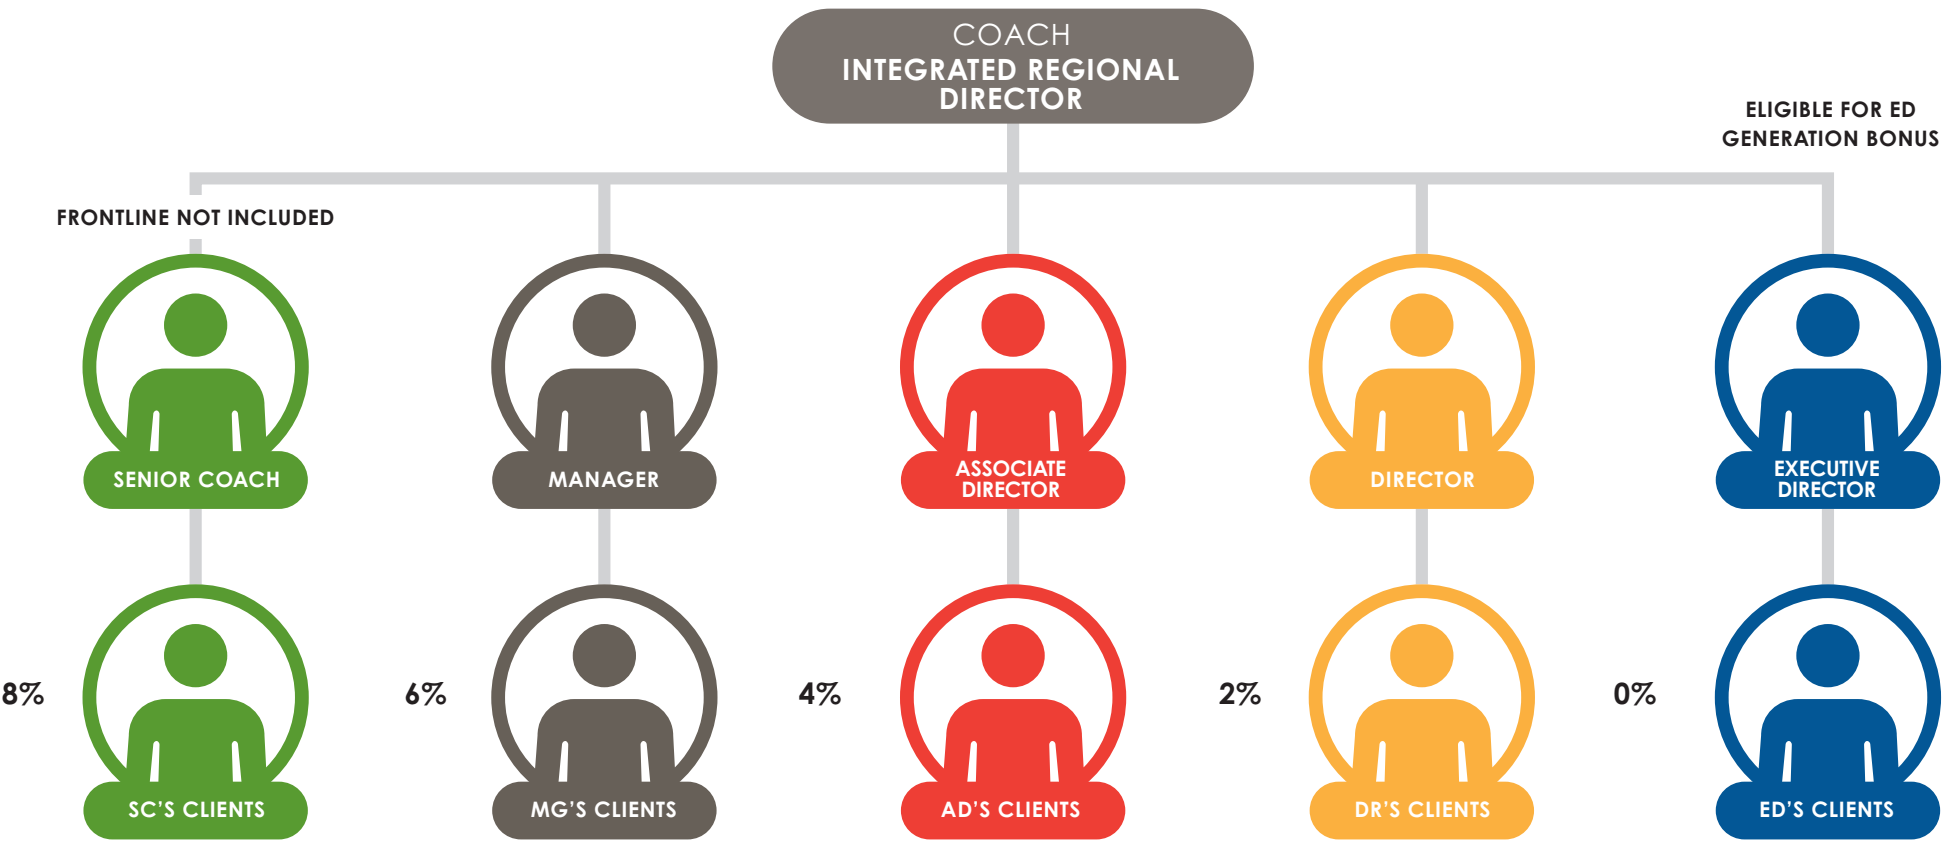 COACH
INTEGRATED REGIONAL
DIRECTOR
ELIGIBLE FOR ED
GENERATION BONUS
FRONTLINE NOT INCLUDED
SENIOR COACH
MANAGER
ASSOCIATE
DIRECTOR
DIRECTOR
EXECUTIVE
DIRECTOR
8%
6%
4%
2%
0%
SC'S CLIENTS
MG'S CLIENTS
AD'S CLIENTS
DR'S CLIENTS
ED'S CLIENTS